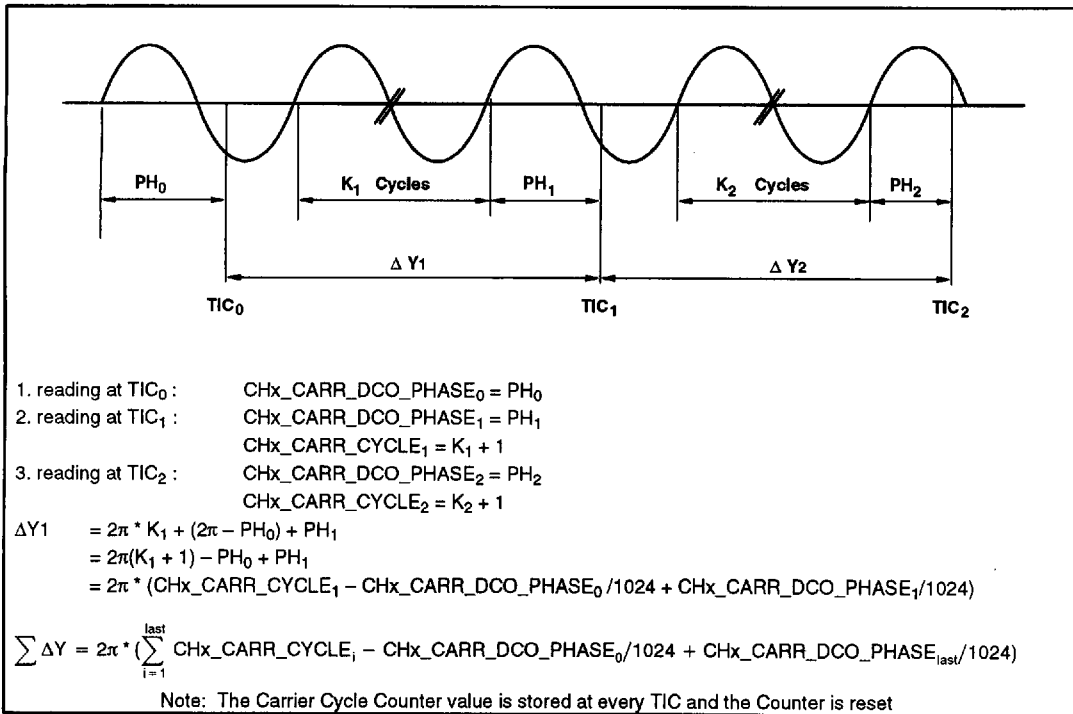 PH₀
K₁ Cycles
PH₁
K₂ Cycles
PH₂
Δ Y1
Δ Y2
TIC₀
TIC₁
TIC₂
1. reading at TIC₀ : CHx_CARR_DCO_PHASE₀ = PH₀
2. reading at TIC₁ : CHx_CARR_DCO_PHASE₁ = PH₁
CHx_CARR_CYCLE₁ = K₁ + 1
3. reading at TIC₂ : CHx_CARR_DCO_PHASE₂ = PH₂
CHx_CARR_CYCLE₂ = K₂ + 1
ΔY1 = 2π * K₁ + (2π – PH₀) + PH₁
= 2π(K₁ + 1) – PH₀ + PH₁
= 2π * (CHx_CARR_CYCLE₁ – CHx_CARR_DCO_PHASE₀/1024 + CHx_CARR_DCO_PHASE₁/1024)
∑ ΔY = 2π * (∑_{i=1}^{last} CHx_CARR_CYCLEᵢ – CHx_CARR_DCO_PHASE₀/1024 + CHx_CARR_DCO_PHASE_{last}/1024)
Note: The Carrier Cycle Counter value is stored at every TIC and the Counter is reset